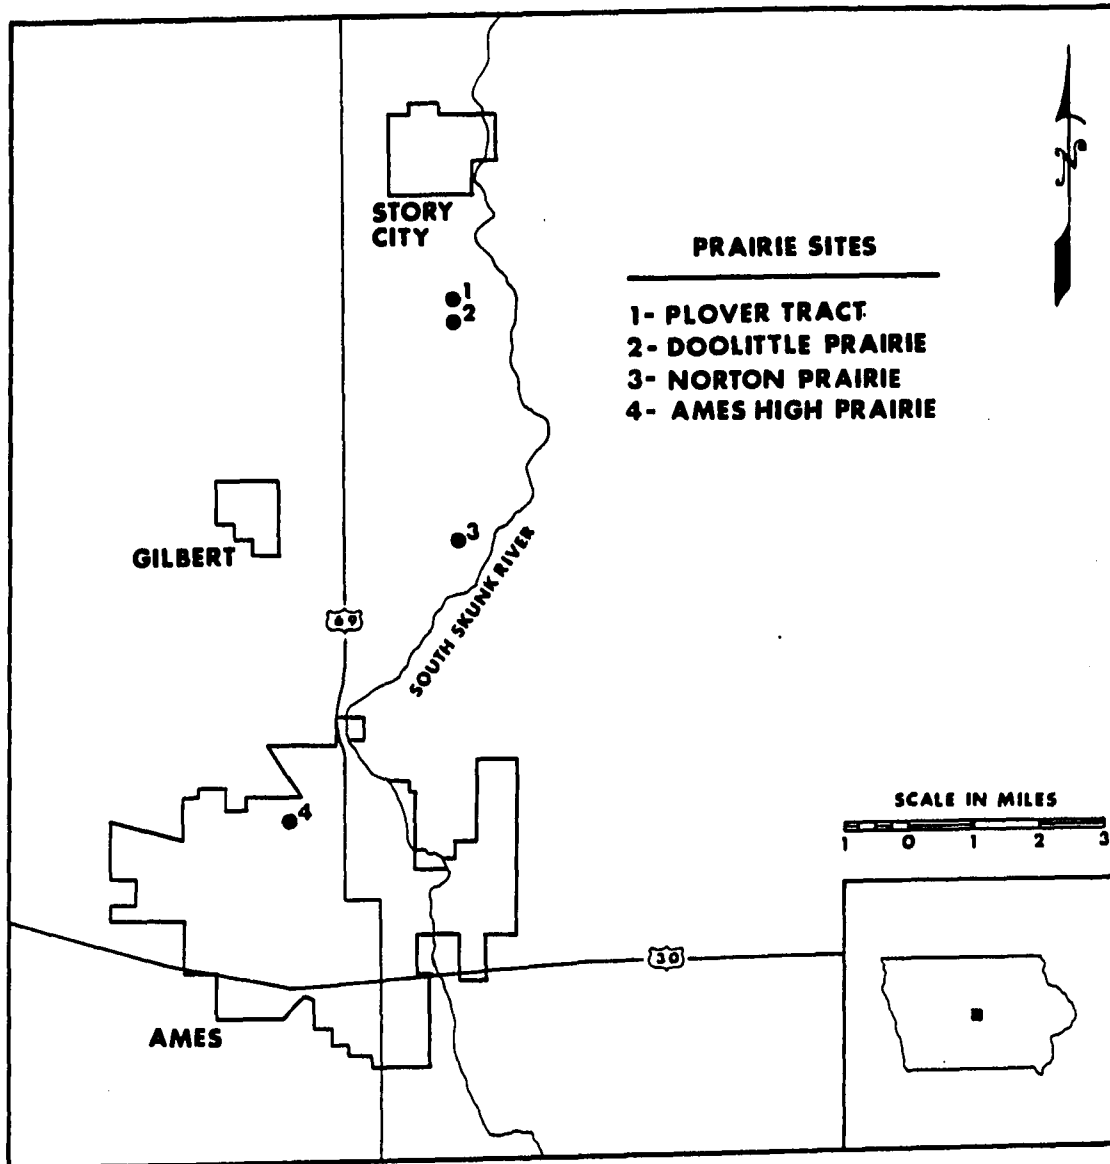 STORY
CITY
PRAIRIE SITES
1
2
1- PLOVER TRACT
2- DOOLITTLE PRAIRIE
3- NORTON PRAIRIE
4- AMES HIGH PRAIRIE
3
GILBERT
SOUTH SKUNK RIVER
69
4
SCALE IN MILES
1 0 1 2 3
30
AMES
N